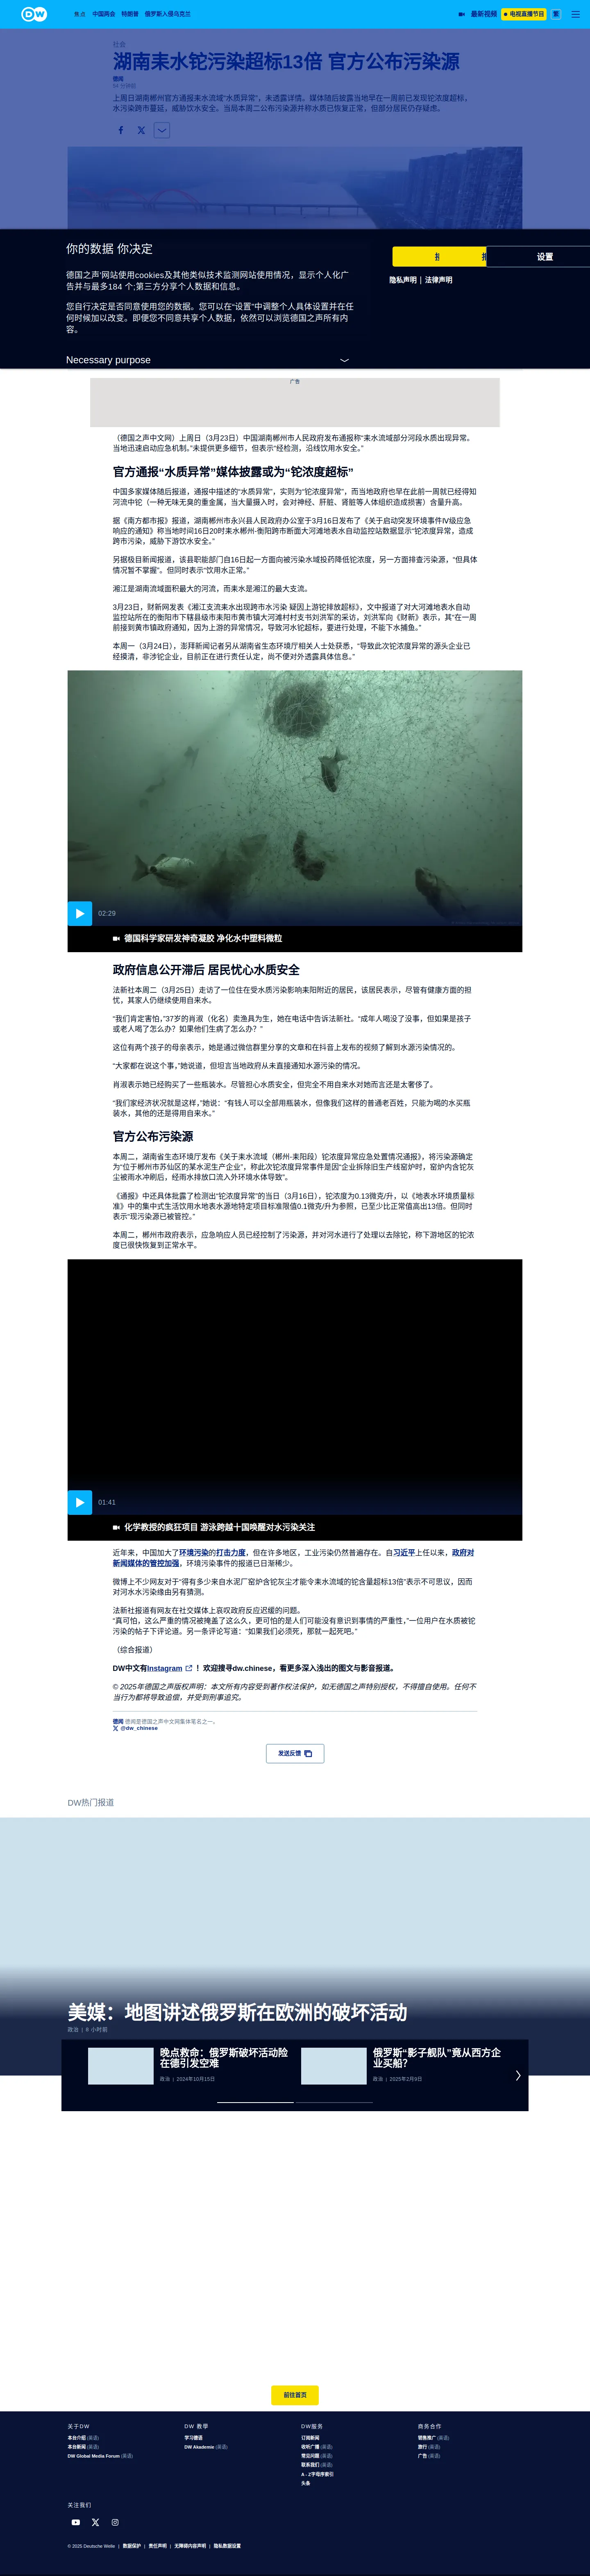 DW
焦点
中国两会
特朗普
俄罗斯入侵乌克兰
最新视频
电视直播节目
繁
社会
湖南耒水铊污染超标13倍 官方公布污染源
德闻
上周日湖南郴州官方通报耒水流域“水质异常”，未透露详情。媒体随后披露当地早在一周前已发现铊浓度超标，
水污染跨市蔓延，威胁饮水安全。当局本周二公布污染源并称水质已恢复正常，但部分居民仍存疑虑。
你的数据 你决定
德国之声'网站使用cookies及其他类似技术监测网站使用情况，显示个人化广
告并与最多184 个;第三方分享个人数据和信息。
您自行决定是否同意使用您的数据。您可以在“设置”中调整个人具体设置并在任
何时候加以改变。即便您不同意共享个人数据，依然可以浏览德国之声所有内
容。
设置
隐私声明 | 法律声明
Necessary purpose
广告
（德国之声中文网）上周日（3月23日）中国湖南郴州市人民政府发布通报称“耒水流域部分河段水质出现异常。
当地迅速启动应急机制。”未提供更多细节，但表示“经检测，沿线饮用水安全。”
官方通报“水质异常”媒体披露或为“铊浓度超标”
中国多家媒体随后报道，通报中描述的“水质异常”，实则为“铊浓度异常”，而当地政府也早在此前一周就已经得知
河流中铊（一种无味无臭的重金属，当大量摄入时，会对神经、肝脏、肾脏等人体组织造成损害）含量升高。
据《南方都市报》报道，湖南郴州市永兴县人民政府办公室于3月16日发布了《关于启动突发环境事件Ⅳ级应急
响应的通知》称当地时间16日20时耒水郴州-衡阳跨市断面大河滩地表水自动监控站数据显示“铊浓度异常，造成
跨市污染，威胁下游饮水安全。”
另据极目新闻报道，该县职能部门自16日起一方面向被污染水域投药降低铊浓度，另一方面排查污染源，“但具体
情况暂不掌握”。但同时表示“饮用水正常。”
湘江是湖南流域面积最大的河流，而耒水是湘江的最大支流。
3月23日，财新网发表《湘江支流耒水出现跨市水污染 疑因上游铊排放超标》，文中报道了对大河滩地表水自动
监控站所在的衡阳市下辖县级市耒阳市黄市镇大河滩村村支书刘洪军的采访，刘洪军向《财新》表示，其“在一周
前接到黄市镇政府通知，因为上游的异常情况，导致河水铊超标，要进行处理，不能下水捕鱼。”
本周一（3月24日），澎拜新闻记者另从湖南省生态环境厅相关人士处获悉，“导致此次铊浓度异常的源头企业已
经摸清，非涉铊企业，目前正在进行责任认定，尚不便对外透露具体信息。”
02:29
德国科学家研发神奇凝胶 净化水中塑料微粒
政府信息公开滞后 居民忧心水质安全
法新社本周二（3月25日）走访了一位住在受水质污染影响耒阳附近的居民，该居民表示，尽管有健康方面的担
忧，其家人仍继续使用自来水。
“我们肯定害怕,”37岁的肖淑（化名）卖渔具为生，她在电话中告诉法新社。“成年人喝没了没事，但如果是孩子
或老人喝了怎么办？如果他们生病了怎么办？”
这位有两个孩子的母亲表示，她是通过微信群里分享的文章和在抖音上发布的视频了解到水源污染情况的。
“大家都在说这个事,”她说道，但坦言当地政府从未直接通知水源污染的情况。
肖淑表示她已经购买了一些瓶装水。尽管担心水质安全，但完全不用自来水对她而言还是太奢侈了。
“我们家经济状况就是这样，”她说：“有钱人可以全部用瓶装水，但像我们这样的普通老百姓，只能为喝的水买瓶
装水，其他的还是得用自来水。”
官方公布污染源
本周二，湖南省生态环境厅发布《关于耒水流域（郴州-耒阳段）铊浓度异常应急处置情况通报》，将污染源确定
为“位于郴州市苏仙区的某水泥生产企业”，称此次铊浓度异常事件是因“企业拆除旧生产线窑炉时，窑炉内含铊灰
尘被雨水冲刷后，经雨水排放口流入外环境水体导致”。
《通报》中还具体批露了检测出“铊浓度异常”的当日（3月16日），铊浓度为0.13微克/升，以《地表水环境质量标
准》中的集中式生活饮用水地表水源地特定项目标准限值0.1微克/升为参照，已至少比正常值高出13倍。但同时
表示“现污染源已被管控。”
本周二，郴州市政府表示，应急响应人员已经控制了污染源，并对河水进行了处理以去除铊，称下游地区的铊浓
度已很快恢复到正常水平。
01:41
化学教授的疯狂项目 游泳跨越十国唤醒对水污染关注
近年来，中国加大了环境污染的打击力度，但在许多地区，工业污染仍然普遍存在。自习近平上任以来，政府对
新闻媒体的管控加强，环境污染事件的报道已日渐稀少。
微博上不少网友对于“得有多少来自水泥厂窑炉含铊灰尘才能令耒水流域的铊含量超标13倍”表示不可思议，因而
对河水水污染缘由另有猜测。
法新社报道有网友在社交媒体上哀叹政府反应迟缓的问题。
“真可怕，这么严重的情况被掩盖了这么久，更可怕的是人们可能没有意识到事情的严重性，”一位用户在水质被铊
污染的帖子下评论道。另一条评论写道：“如果我们必须死，那就一起死吧。”
（综合报道）
DW中文有Instagram ！欢迎搜寻dw.chinese，看更多深入浅出的图文与影音报道。
© 2025年德国之声版权声明：本文所有内容受到著作权法保护，如无德国之声特别授权，不得擅自使用。任何不
当行为都将导致追偿，并受到刑事追究。
德闻 德闻是德国之声中文网集体笔名之一。
@dw_chinese
发送反馈
DW热门报道
美媒：地图讲述俄罗斯在欧洲的破坏活动
政治 | 6 小时前
晚点救命：俄罗斯破坏活动险
在德引发空难
政治 | 2024年10月15日
俄罗斯“影子舰队”竟从西方企
业买船？
政治 | 2025年2月9日
前往首页
关于DW
本台介绍 (英语)
本台新闻 (英语)
DW Global Media Forum (英语)
DW 教學
学习德语
DW Akademie (英语)
DW服务
订阅新闻
收听广播 (英语)
常见问题 (英语)
联系我们 (英语)
A - Z字母序索引
头条
商务合作
销售推广 (英语)
旅行 (英语)
广告 (英语)
关注我们
© 2025 Deutsche Welle | 数据保护 | 责任声明 | 无障碍内容声明 | 隐私数据设置